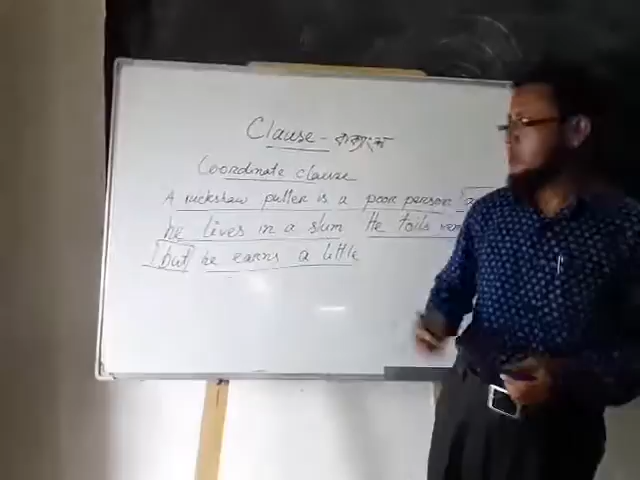 Clause - বাক্যাংশ
Coordinate clause
A rickshaw puller is a poor person
he lives in a slum He toils
but he earns a little